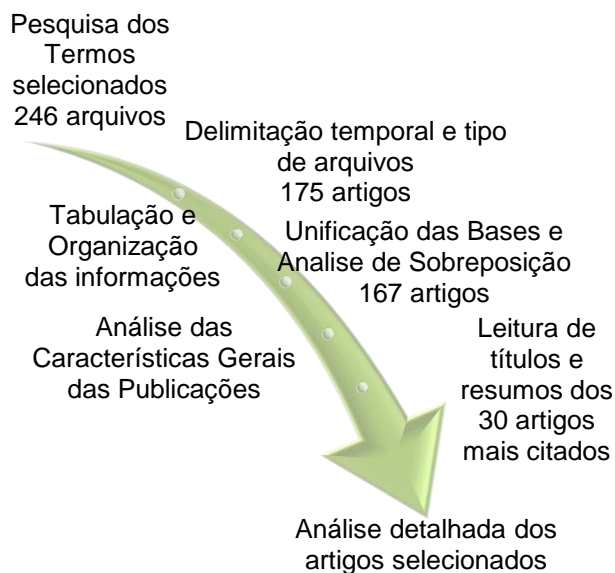 Pesquisa dos
Termos
selecionados
246 arquivos
Delimitação temporal e tipo
de arquivos
175 artigos
Tabulação e
Organização
das informações
Unificação das Bases e
Analise de Sobreposição
167 artigos
Análise das
Características Gerais
das Publicações
Leitura de
títulos e
resumos dos
30 artigos
mais citados
Análise detalhada dos
artigos selecionados